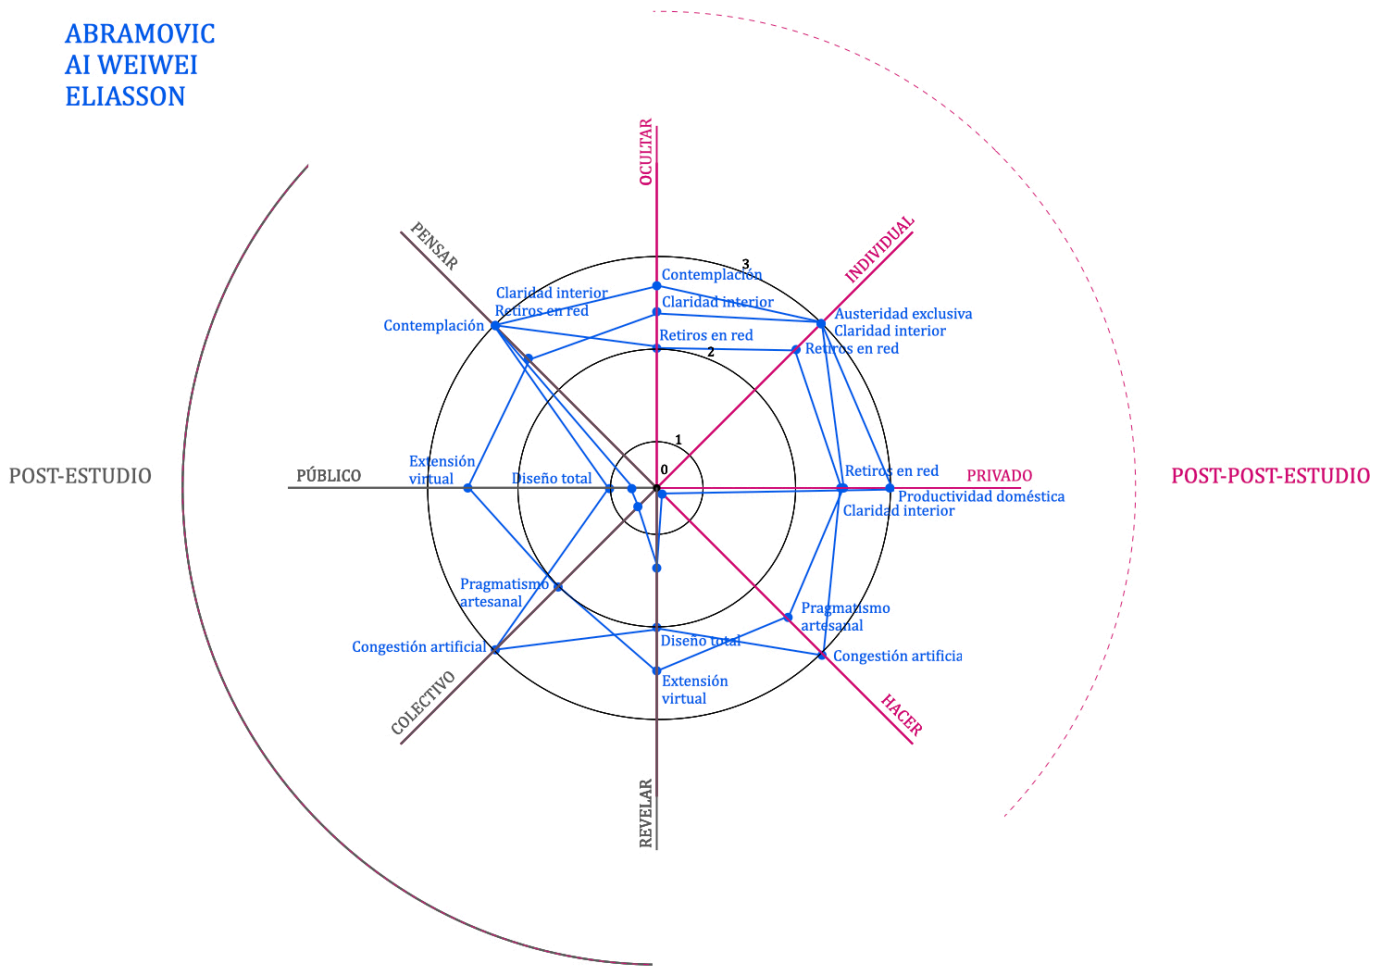 ABRAMOVIC
AI WEIWEI
ELIASSON
OCULTAR
INDIVIDUAL
PENSAR
3
Contemplación
Claridad interior
Retiros en red
Claridad interior
Contemplación
Austeridad exclusiva
Claridad interior
Retiros en red
2
Retiros en red
1
0
POST-ESTUDIO
PÚBLICO
Extensión
virtual
Diseño total
Retiros en red
PRIVADO
POST-POST-ESTUDIO
Productividad doméstica
Claridad interior
Pragmatismo
artesanal
Pragmatismo
artesanal
Congestión artificial
Diseño total
Congestión artificia
Extensión
virtual
COLECTIVO
HACER
REVELAR